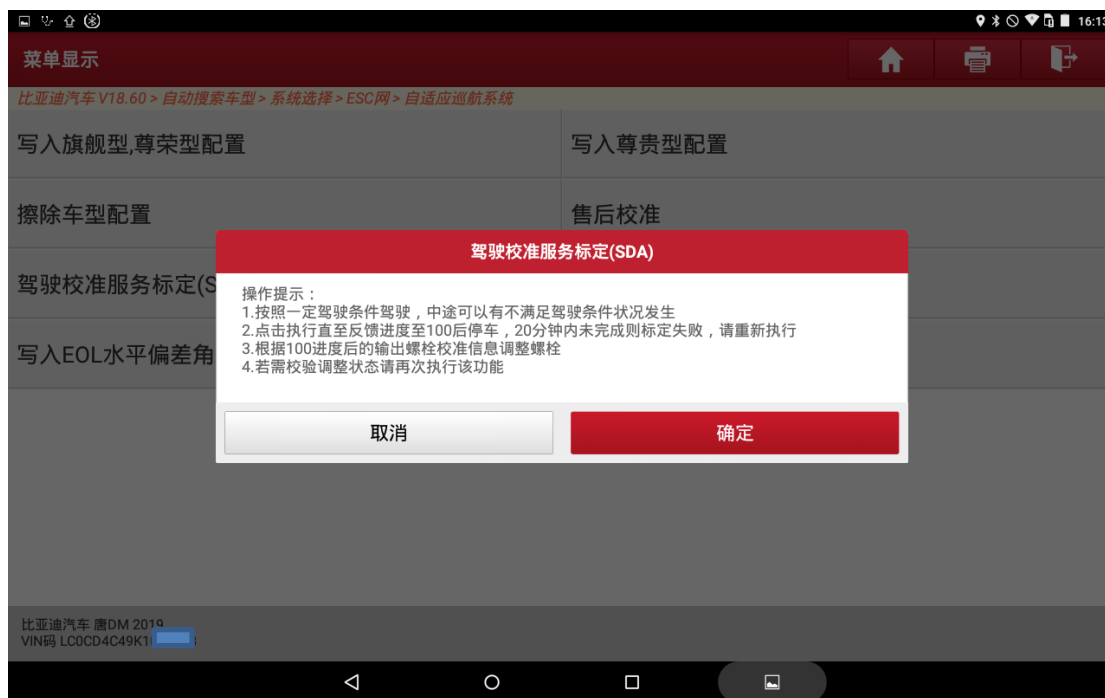 16:13
菜单显示
比亚迪汽车 V18.60 > 自动搜索车型 > 系统选择 > ESC网 > 自适应巡航系统
写入旗舰型,尊荣型配置
写入尊贵型配置
擦除车型配置
售后校准
驾驶校准服务标定(SDA)
驾驶校准服务标定(S
操作提示：
1.按照一定驾驶条件驾驶，中途可以有不满足驾驶条件状况发生
2.点击执行直至反馈进度至100后停车，20分钟内未完成则标定失败，请重新执行
3.根据100进度后的输出螺栓校准信息调整螺栓
4.若需校验调整状态请再次执行该功能
写入EOL水平偏差角
取消
确定
比亚迪汽车 唐DM 2019
VIN码 LC0CD4C49K1